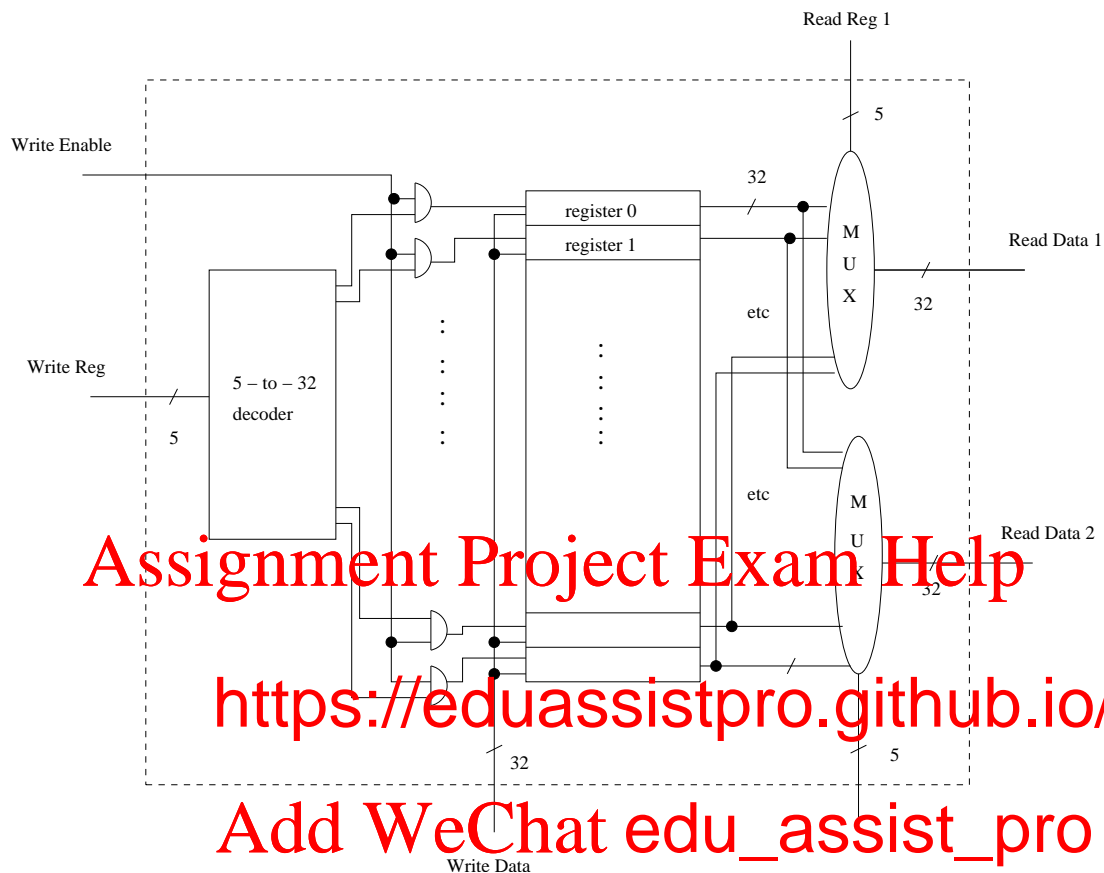 Read Reg 1
5
Write Enable
32
register 0
register 1
M
U
X
Read Data 1
32
etc
Write Reg
5 – to – 32
decoder
5
etc
M
U
X
Read Data 2
32
Assignment Project Exam Help
https://eduassistpro.github.io/
32
5
Add WeChat edu_assist_pro
Write Data